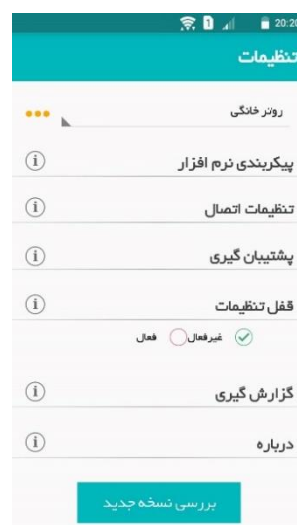 20:20
تنظیمات
روتر خانگی
پیکربندی نرم افزار
تنظیمات اتصال
پشتیبان گیری
قفل تنظیمات
غیرفعال فعال
گزارش گیری
درباره
بررسی نسخه جدید